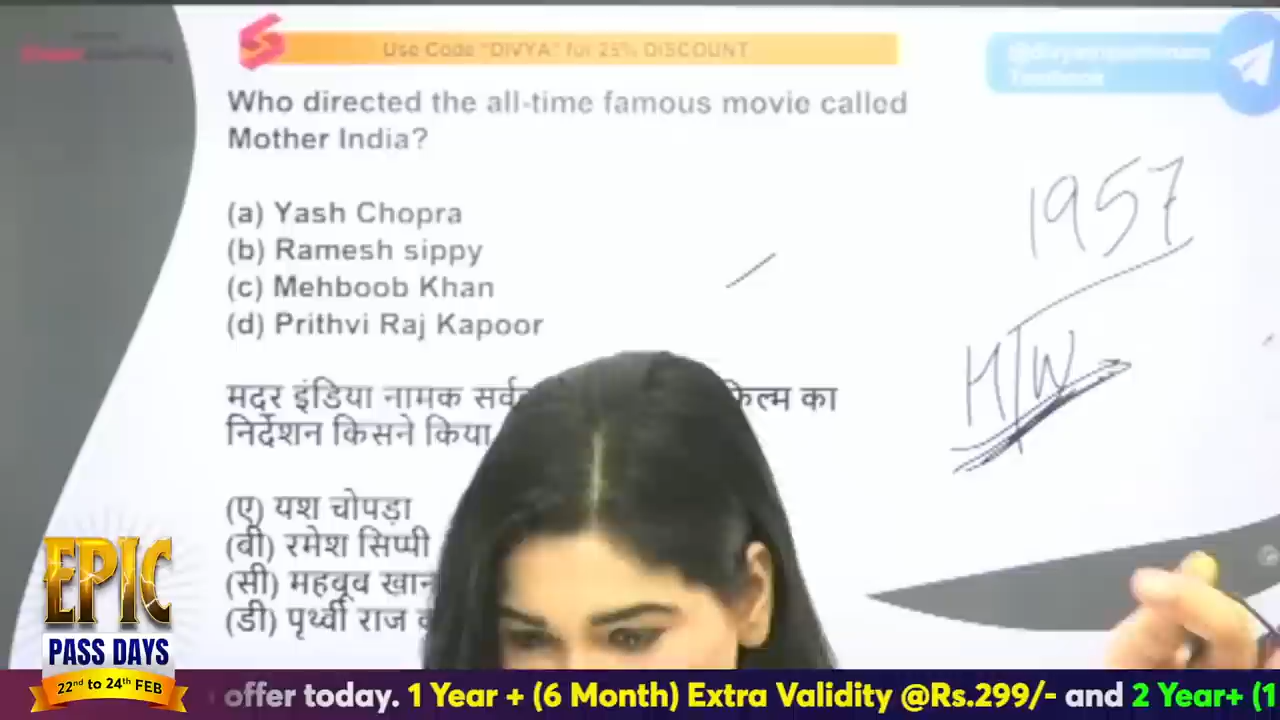 Use Code "DIVYA" for 25% DISCOUNT
Who directed the all-time famous movie called
Mother India?
(a) Yash Chopra
(b) Ramesh sippy
(c) Mehboob Khan
(d) Prithvi Raj Kapoor
1957
H/W
मदर इंडिया नामक
फिल्म का
निर्देशन किसने किया
(ए) यश चोपड़ा
(बी) रमेश सिप्पी
(सी) महबूब खान
(डी) पृथ्वी राज
EPIC
PASS DAYS
22nd to 24th FEB
offer today. 1 Year + (6 Month) Extra Validity @Rs.299/- and 2 Year+ (1